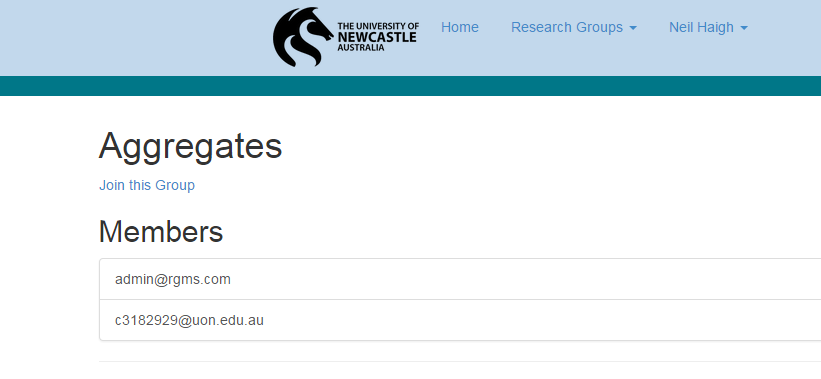 THE UNIVERSITY OF
NEWCASTLE
AUSTRALIA
Home
Research Groups
Neil Haigh
Aggregates
Join this Group
Members
admin@rgms.com
c3182929@uon.edu.au